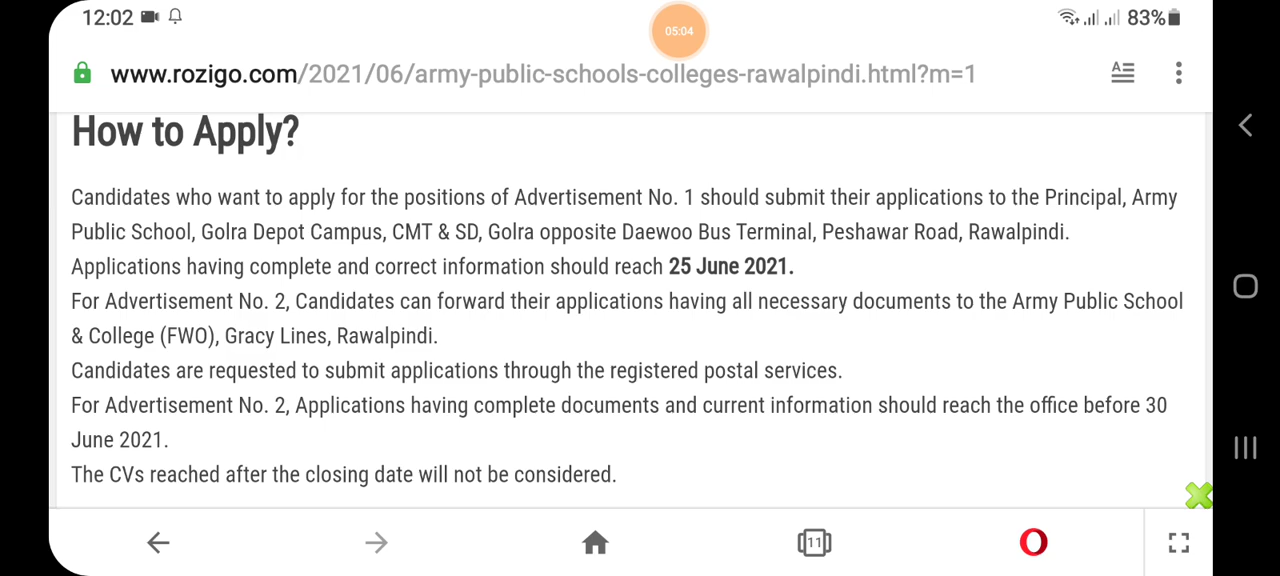 12:02
05:04
83%
www.rozigo.com/2021/06/army-public-schools-colleges-rawalpindi.html?m=1
How to Apply?
Candidates who want to apply for the positions of Advertisement No. 1 should submit their applications to the Principal, Army
Public School, Golra Depot Campus, CMT & SD, Golra opposite Daewoo Bus Terminal, Peshawar Road, Rawalpindi.
Applications having complete and correct information should reach 25 June 2021.
For Advertisement No. 2, Candidates can forward their applications having all necessary documents to the Army Public School
& College (FWO), Gracy Lines, Rawalpindi.
Candidates are requested to submit applications through the registered postal services.
For Advertisement No. 2, Applications having complete documents and current information should reach the office before 30
June 2021.
The CVs reached after the closing date will not be considered.
11